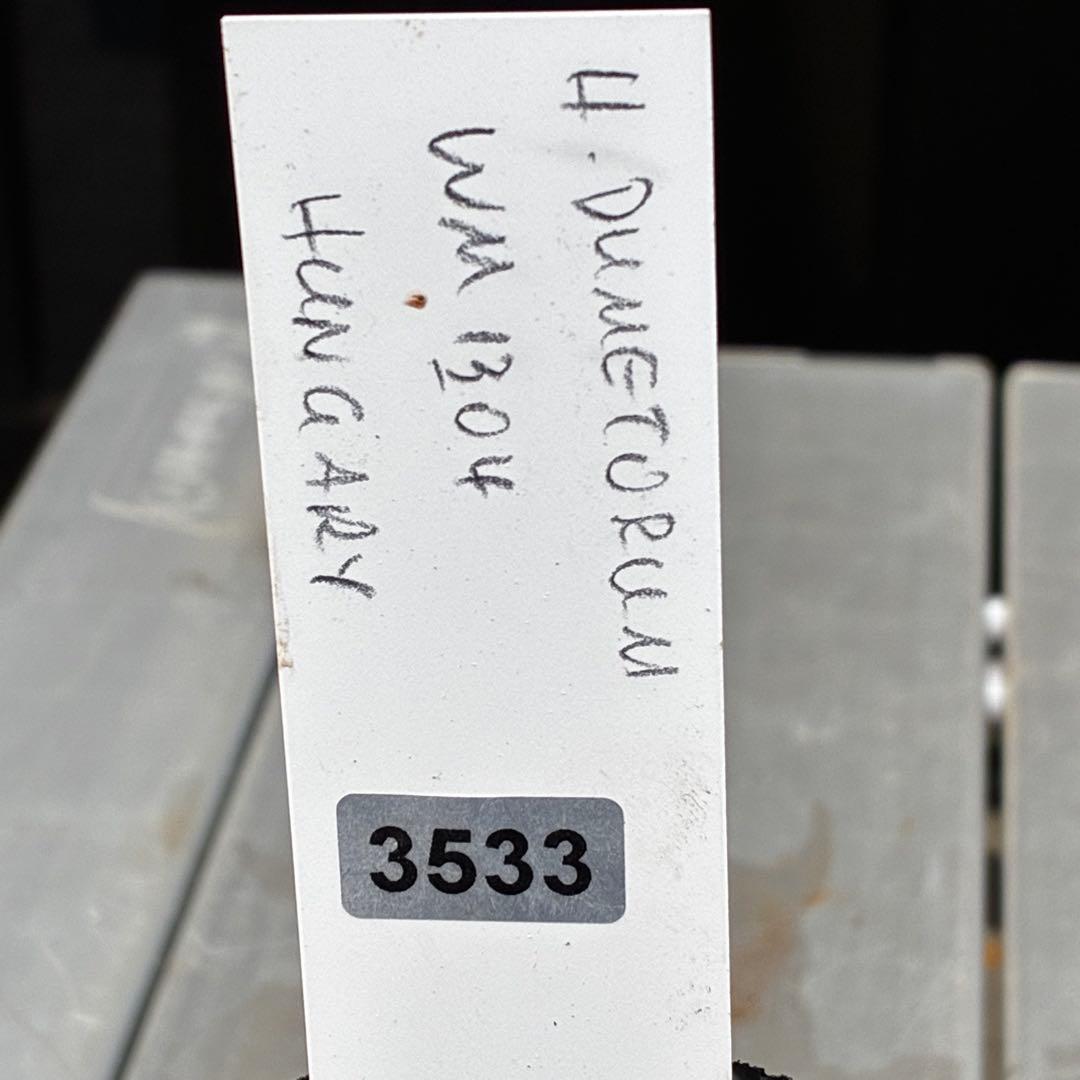 H. DUMETORUM
WM 1304
HUNGARY
3533